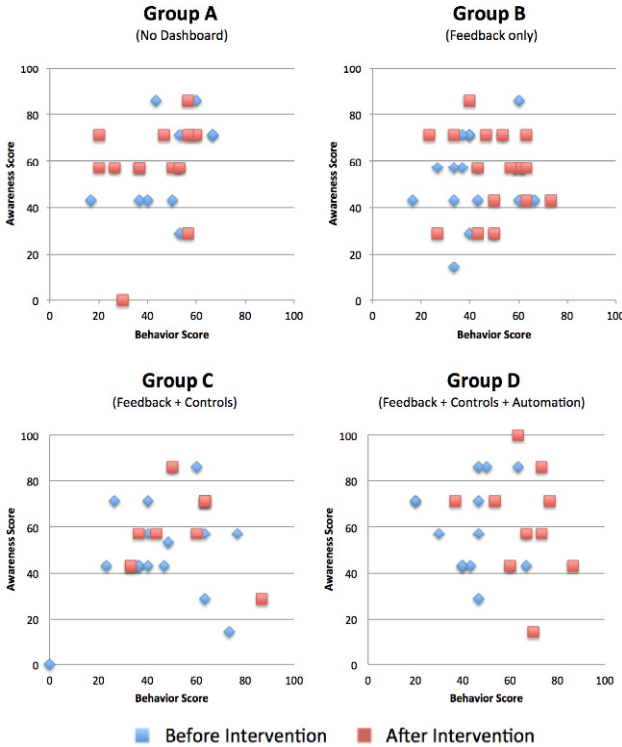 Group A
(No Dashboard)
100
80
60
40
20
0
Awareness Score
0 20 40 60 80 100
Behavior Score
Group B
(Feedback only)
100
80
60
40
20
0
Awareness Score
0 20 40 60 80 100
Behavior Score
Group C
(Feedback + Controls)
100
80
60
40
20
0
Awareness Score
0 20 40 60 80 100
Behavior Score
Group D
(Feedback + Controls + Automation)
100
80
60
40
20
0
Awareness Score
0 20 40 60 80 100
Behavior Score
Before Intervention After Intervention